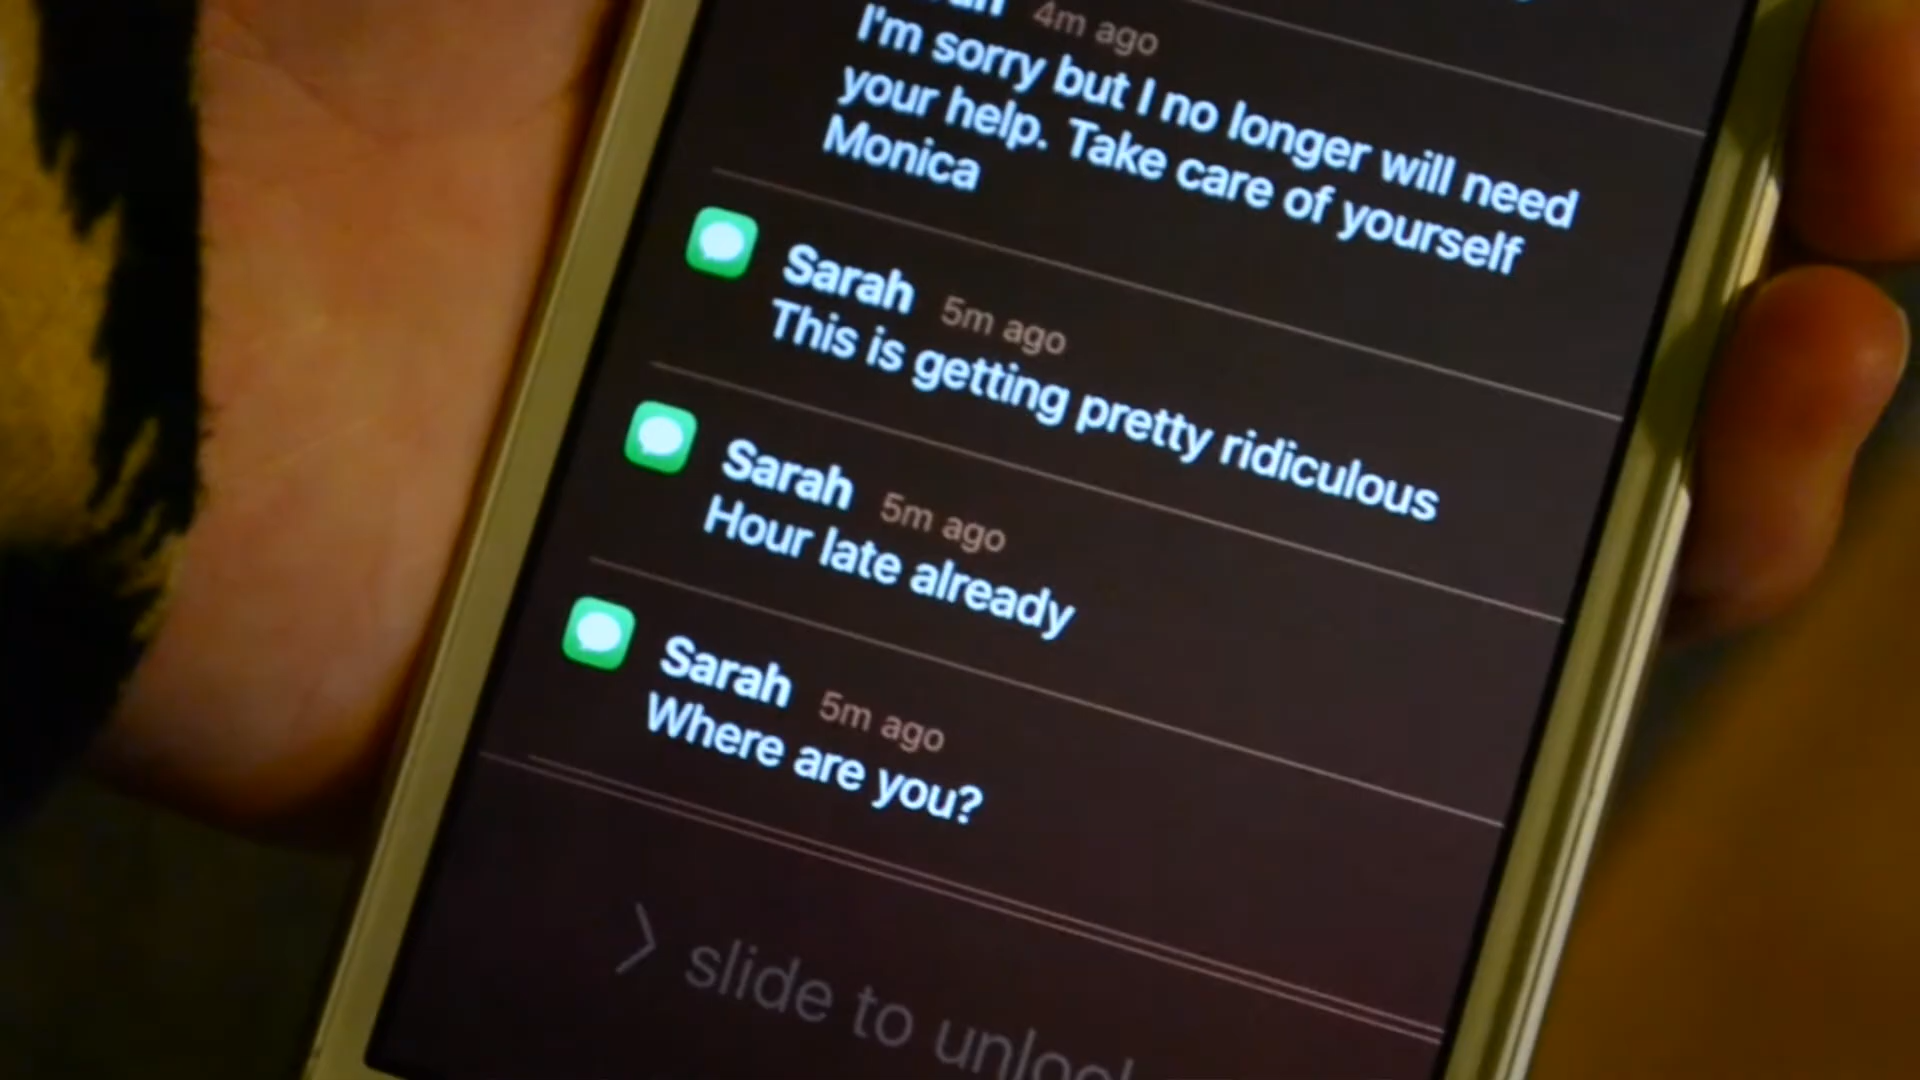 4m ago
I'm sorry but I no longer will need
your help. Take care of yourself
Monica
Sarah 5m ago
This is getting pretty ridiculous
Sarah 5m ago
Hour late already
Sarah 5m ago
Where are you?
slide to